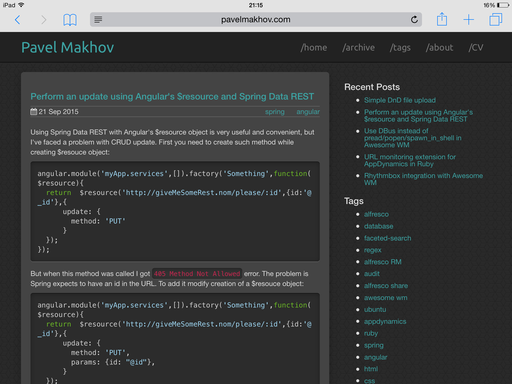 iPad
21:15
16%
pavelmakhov.com
Pavel Makhov
/home
/archive
/tags
/about
/CV
Perform an update using Angular's $resource and Spring Data REST
21 Sep 2015
spring
angular
Using Spring Data REST with Angular's $resource object is very useful and convenient, but
I've faced a problem with CRUD update. First you need to create such method while
creating $resouce object:
angular.module('myApp.services',[]).factory('Something',function(
$resource){
return $resource('http://giveMeSomeRest.nom/please/:id',{id:'@
_id'},{
update: {
method: 'PUT'
}
});
});
But when this method was called I got 405 Method Not Allowed error. The problem is
Spring expects to have an id in the URL. To add it modify creation of a $resouce object:
angular.module('myApp.services',[]).factory('Something',function(
$resource){
return $resource('http://giveMeSomeRest.nom/please/:id',{id:'@
_id'},{
update: {
method: 'PUT',
params: {id: "@id"},
}
});
Recent Posts
Simple DnD file upload
Perform an update using Angular's
$resource and Spring Data REST
Use DBus instead of
pread/popen/spawn_in_shell in
Awesome WM
URL monitoring extension for
AppDynamics in Ruby
Rhythmbox integration with Awesome
WM
Tags
alfresco
database
faceted-search
regex
alfresco RM
audit
alfresco share
awesome wm
ubuntu
appdynamics
ruby
spring
angular
html
css